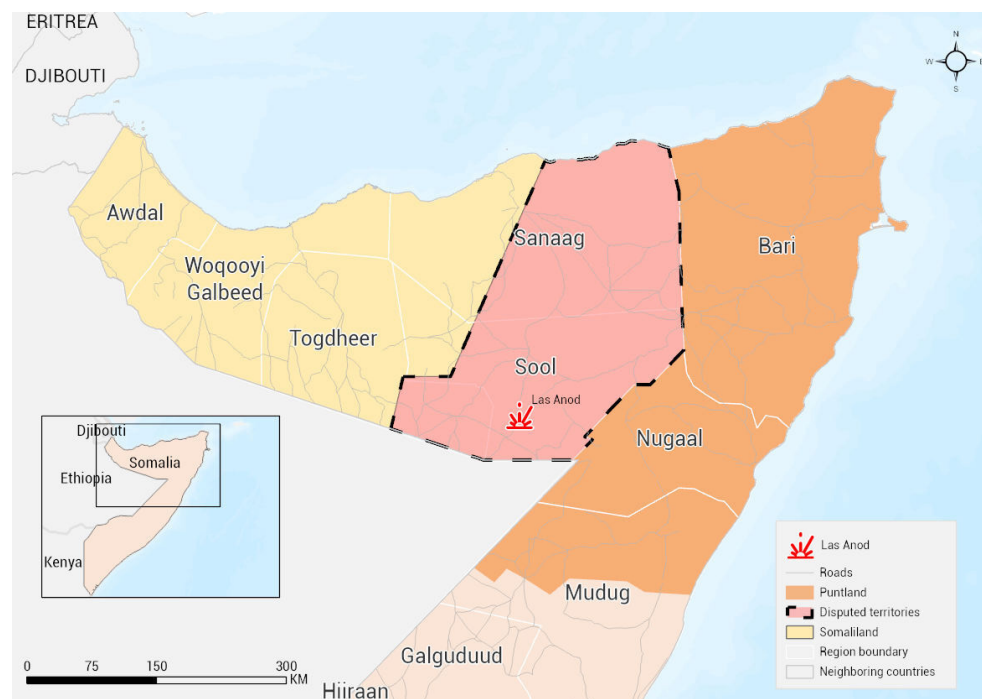 ERITREA
DJIBOUTI
N
W
S
Awdal
Woqooyi
Galbeed
Togdheer
Sanaag
Sool
Las Anod
Bari
Nugaal
Mudug
Galguduud
Hiiraan
Djibouti
Somalia
Ethiopia
Kenya
0 75 150 300
KM
Las Anod
Roads
Puntland
Disputed territories
Somaliland
Region boundary
Neighboring countries